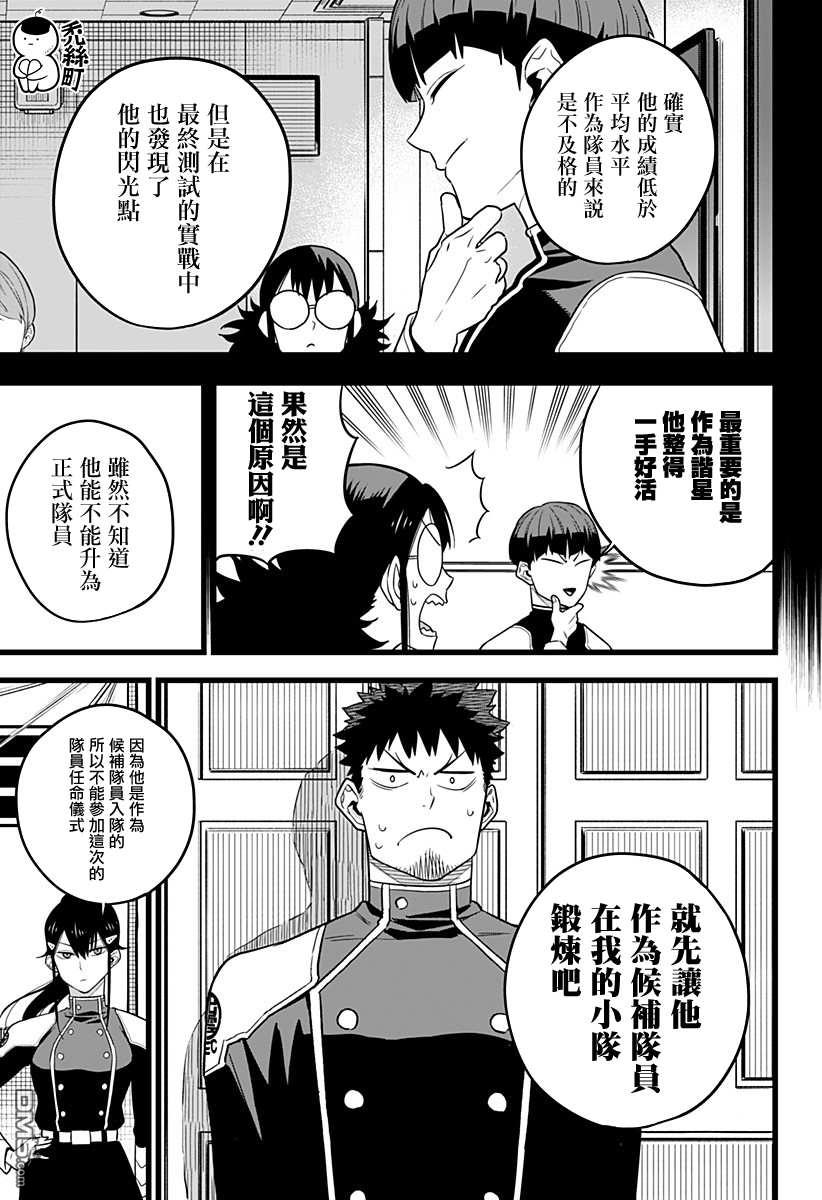 確實
他的成績低於
平均水平
作為隊員來說
是不及格的
但是在
最終測試的實戰中
也發現了
他的閃光點
禿絲町
最重要的是
作為諧星
他整得
一手好活
果然是
這個原因啊!!
雖然不知道
他能不能升為
正式隊員
就先讓他
作為候補隊員
在我的小隊
鍛煉吧
因為他是作為
候補隊員入隊的
所以不能參加這次的
隊員任命儀式
DM5.com